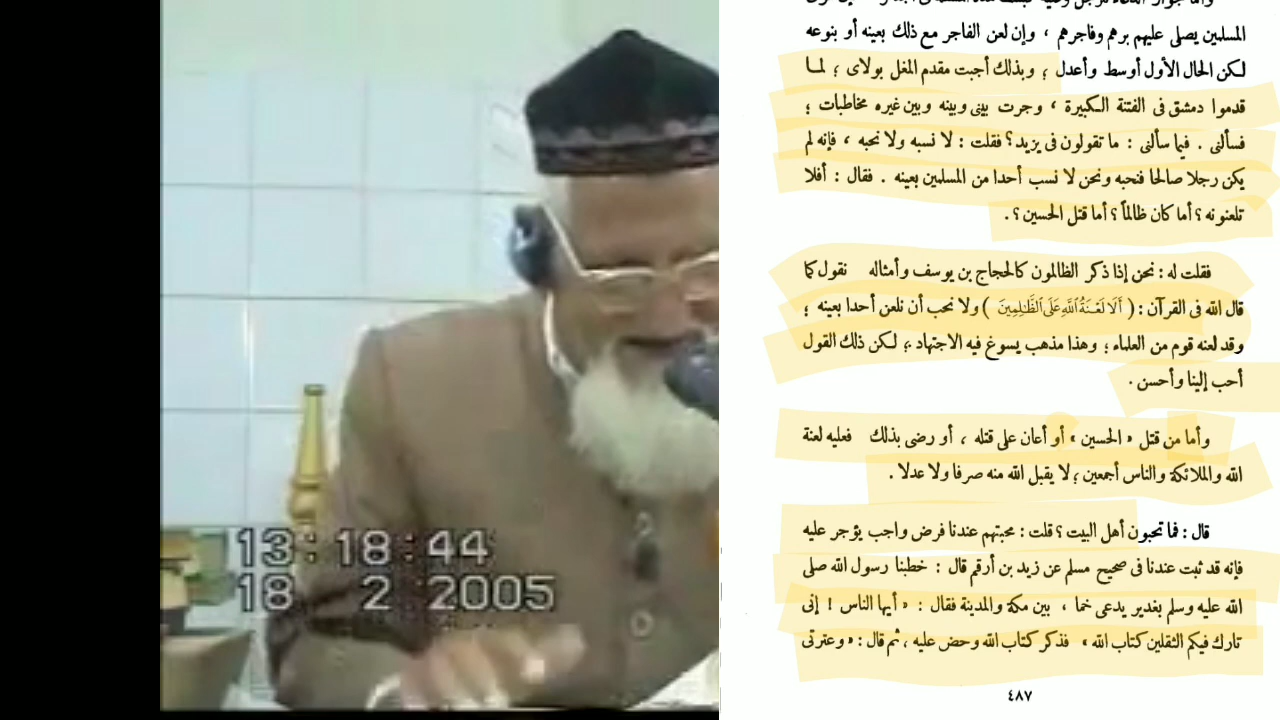 13:18:44
18 2 2005
المسلمين يصلى عليهم برهم وفاجرهم ، وإن لعن الفاجر مع ذلك بعينه أو بنوعه
لكن الحال الأول أوسط وأعدل ؛ وبذلك أجبت مقدم المغل بولاى ؛ لما
قدموا دمشق فى الفتنة الكبيرة ، وجرت بينى وبينه وبين غيره مخاطبات ؛
فسألنى . فيما سألنى : ما تقولون فى يزيد ؟ فقلت : لا نسبه ولا نحبه ، فإنه لم
يكن رجلا صالحا فنحبه ونحن لا نسب أحدا من المسلمين بعينه . فقال : أفلا
تلعنونه ؟ أما كان ظالماً ؟ أما قتل الحسين ؟ .
فقلت له : نحن إذا ذكر الظالمون كالحجاج بن يوسف وأمثاله نقول كما
قال الله فى القرآن : ( أَلَا لَعْنَةُ اللَّهِ عَلَى الظَّالِمِينَ ) ولا نحب أن نلعن أحدا بعينه ؛
وقد لعنه قوم من العلماء ؛ وهذا مذهب يسوغ فيه الاجتهاد ، لكن ذلك القول
أحب إلينا وأحسن .
وأما من قتل « الحسين » أو أعان على قتله ، أو رضى بذلك فعليه لعنة
الله والملائكة والناس أجمعين ؛ لا يقبل الله منه صرفا ولا عدلا .
قال : فما تحبون أهل البيت ؟ قلت : محبتهم عندنا فرض واجب يؤجر عليه
فإنه قد ثبت عندنا فى صحيح مسلم عن زيد بن أرقم قال : خطبنا رسول الله صلى
الله عليه وسلم بغدير يدعى خما ، بين مكة والمدينة فقال : « أيها الناس ! إنى
تارك فيكم الثقلين كتاب الله » فذكر كتاب الله وحض عليه ، ثم قال : « وعترتى
٤٨٧